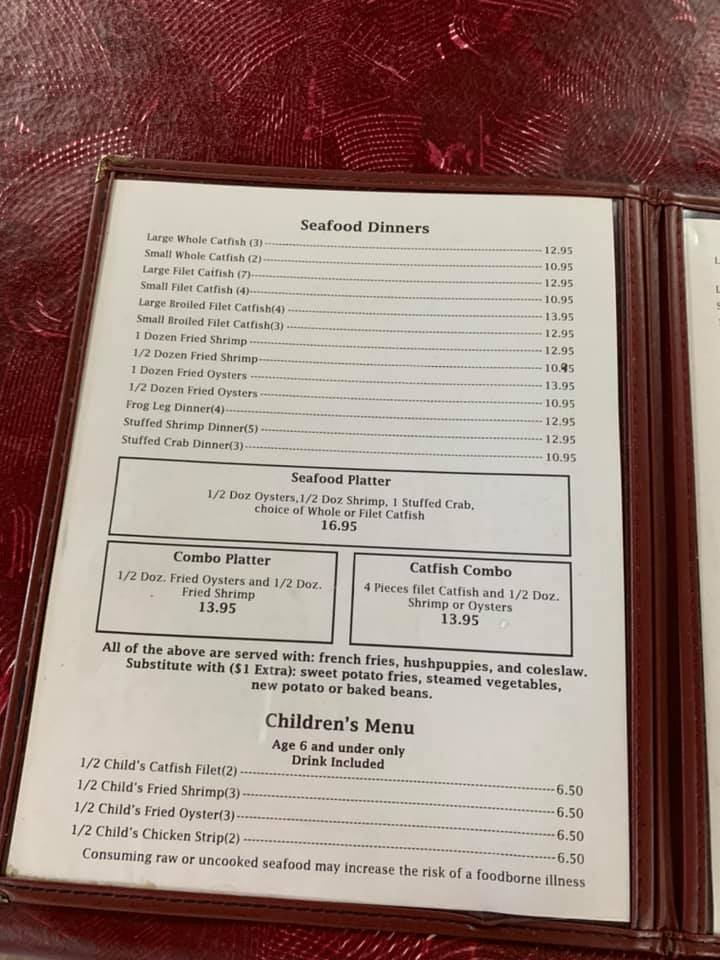 Seafood Dinners
Large Whole Catfish (3) 12.95
Small Whole Catfish (2) 10.95
Large Filet Catfish (7) 12.95
Small Filet Catfish (4) 10.95
Large Broiled Filet Catfish(4) 13.95
Small Broiled Filet Catfish(3) 12.95
1 Dozen Fried Shrimp 12.95
1/2 Dozen Fried Shrimp 10.95
1 Dozen Fried Oysters 13.95
1/2 Dozen Fried Oysters 10.95
Frog Leg Dinner(4) 12.95
Stuffed Shrimp Dinner(5) 12.95
Stuffed Crab Dinner(3) 10.95
Seafood Platter
1/2 Doz Oysters,1/2 Doz Shrimp, 1 Stuffed Crab,
choice of Whole or Filet Catfish
16.95
Combo Platter
1/2 Doz. Fried Oysters and 1/2 Doz.
Fried Shrimp
13.95
Catfish Combo
4 Pieces filet Catfish and 1/2 Doz.
Shrimp or Oysters
13.95
All of the above are served with: french fries, hushpuppies, and coleslaw.
Substitute with ($1 Extra): sweet potato fries, steamed vegetables,
new potato or baked beans.
Children's Menu
Age 6 and under only
Drink Included
1/2 Child's Catfish Filet(2) 6.50
1/2 Child's Fried Shrimp(3) 6.50
1/2 Child's Fried Oyster(3) 6.50
1/2 Child's Chicken Strip(2) 6.50
Consuming raw or uncooked seafood may increase the risk of a foodborne illness